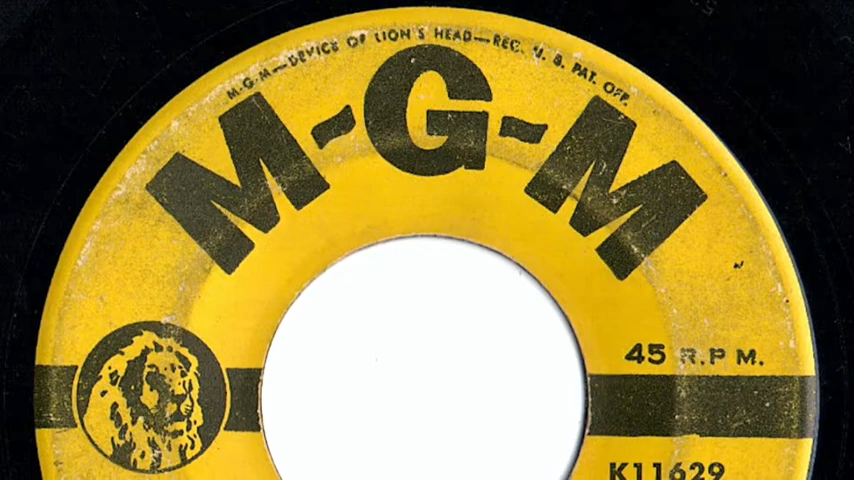 M-G-M—DEVICE OF LION'S HEAD—REG. U. S. PAT. OFF.
M-G-M
45 R.P M.
K11629